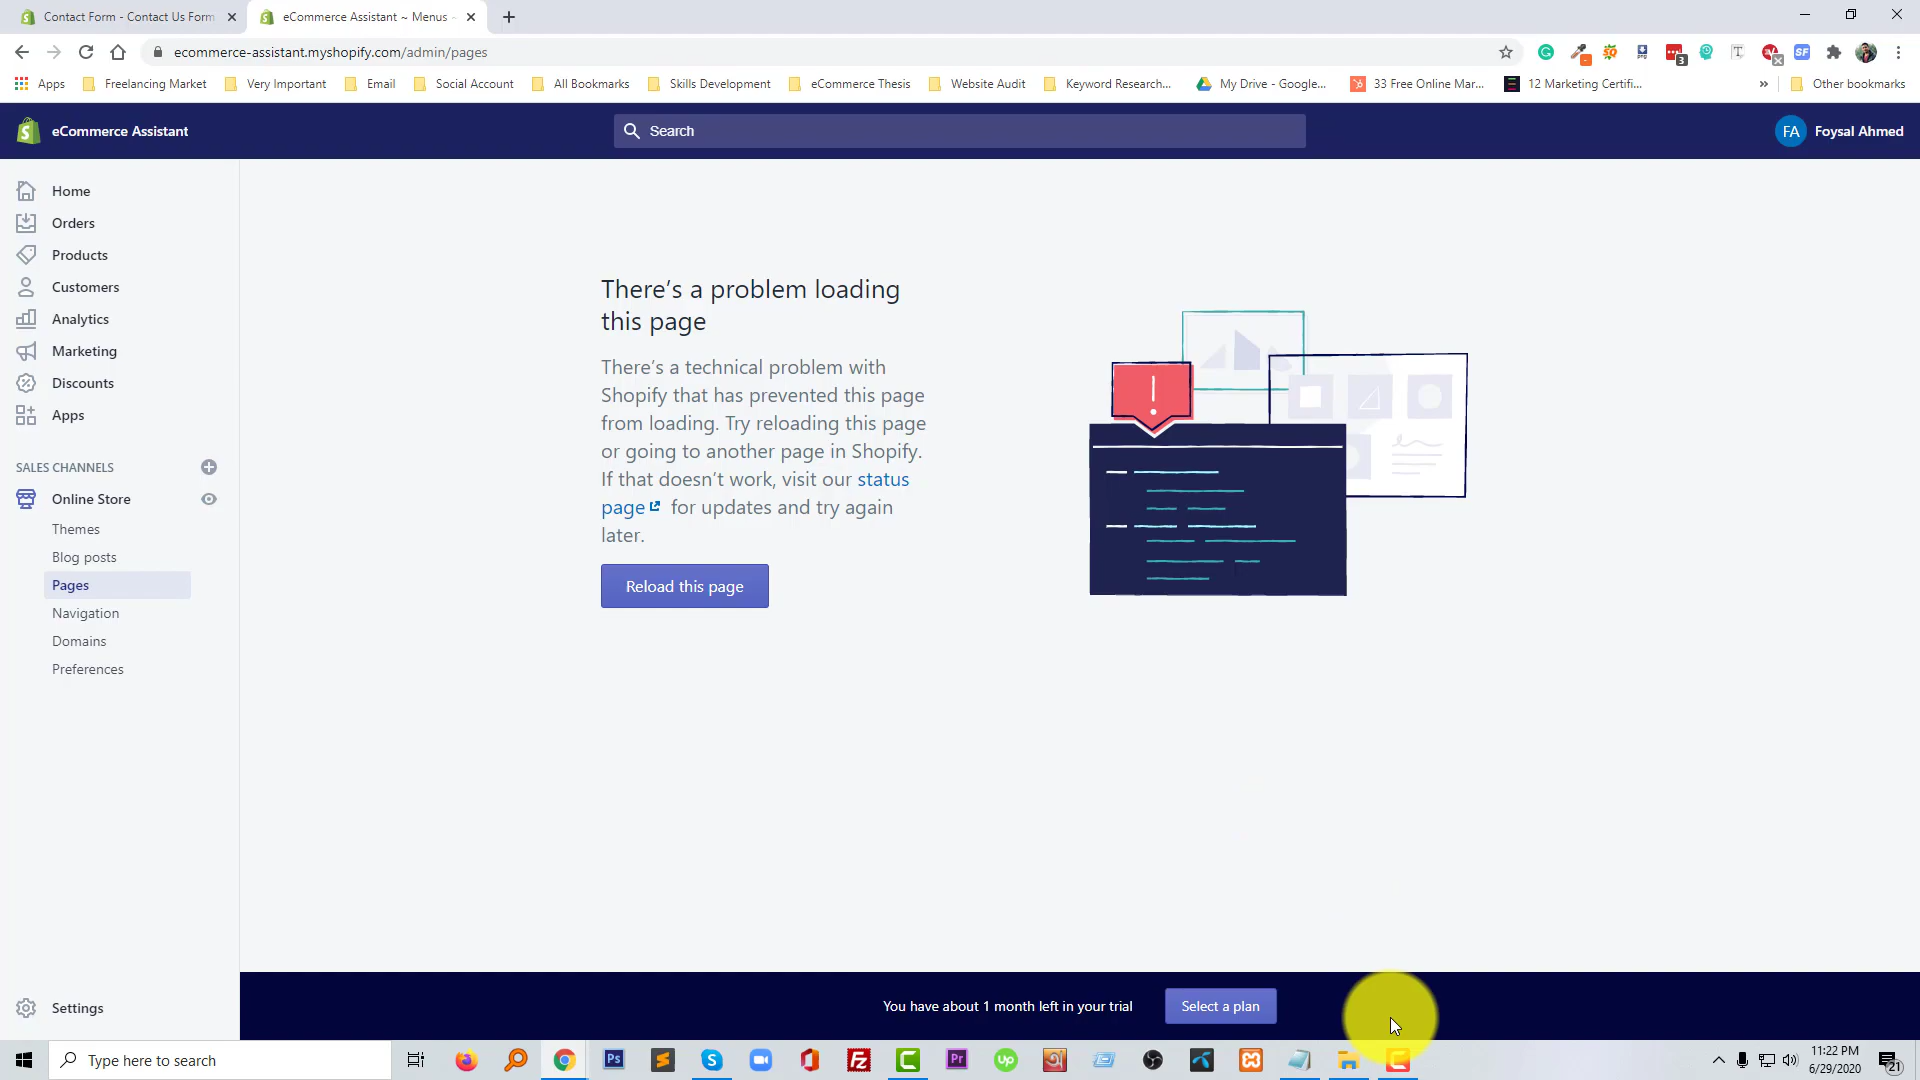 Contact Form - Contact Us Form
eCommerce Assistant ~ Menus ~
ecommerce-assistant.myshopify.com/admin/pages
Apps
Freelancing Market
Very Important
Email
Social Account
All Bookmarks
Skills Development
eCommerce Thesis
Website Audit
Keyword Research...
My Drive - Google...
33 Free Online Mar...
12 Marketing Certifi...
»
Other bookmarks
eCommerce Assistant
Search
FA
Foysal Ahmed
Home
Orders
Products
Customers
Analytics
Marketing
Discounts
Apps
SALES CHANNELS
Online Store
Themes
Blog posts
Pages
Navigation
Domains
Preferences
Settings
There's a problem loading
this page
There's a technical problem with
Shopify that has prevented this page
from loading. Try reloading this page
or going to another page in Shopify.
If that doesn't work, visit our status
page for updates and try again
later.
Reload this page
You have about 1 month left in your trial
Select a plan
Type here to search
11:22 PM
6/29/2020
21